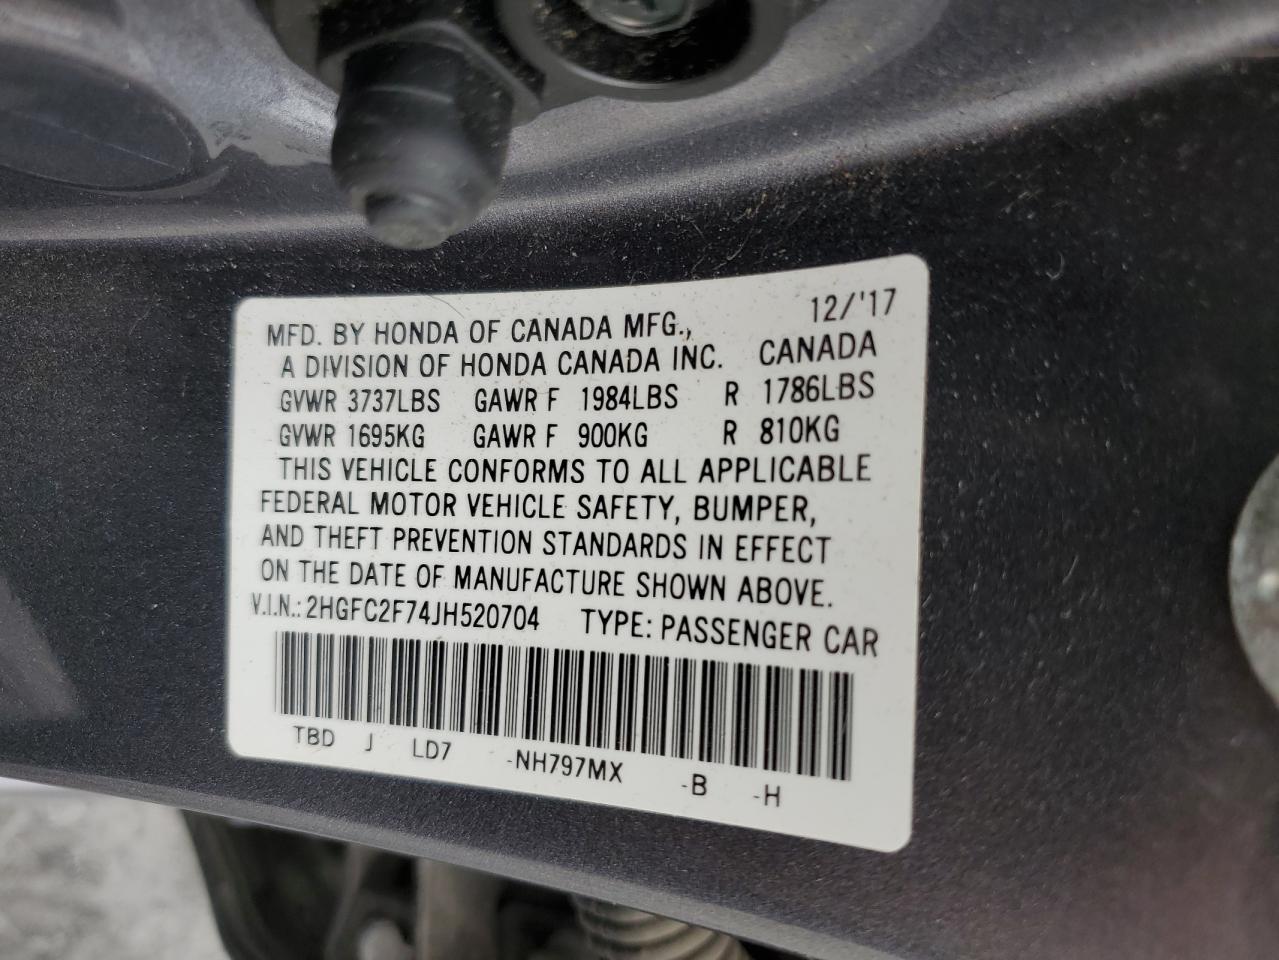 12/'17
MFD. BY HONDA OF CANADA MFG.,
A DIVISION OF HONDA CANADA INC. CANADA
GVWR 3737LBS GAWR F 1984LBS R 1786LBS
GVWR 1695KG GAWR F 900KG R 810KG
THIS VEHICLE CONFORMS TO ALL APPLICABLE
FEDERAL MOTOR VEHICLE SAFETY, BUMPER,
AND THEFT PREVENTION STANDARDS IN EFFECT
ON THE DATE OF MANUFACTURE SHOWN ABOVE.
V.I.N.: 2HGFC2F74JH520704 TYPE: PASSENGER CAR
TBD J LD7 -NH797MX -B -H